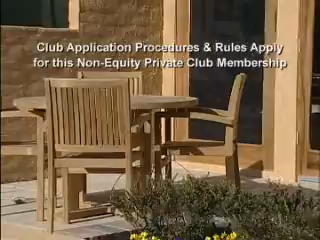 Club Application Procedures & Rules Apply
for this Non-Equity Private Club Membership